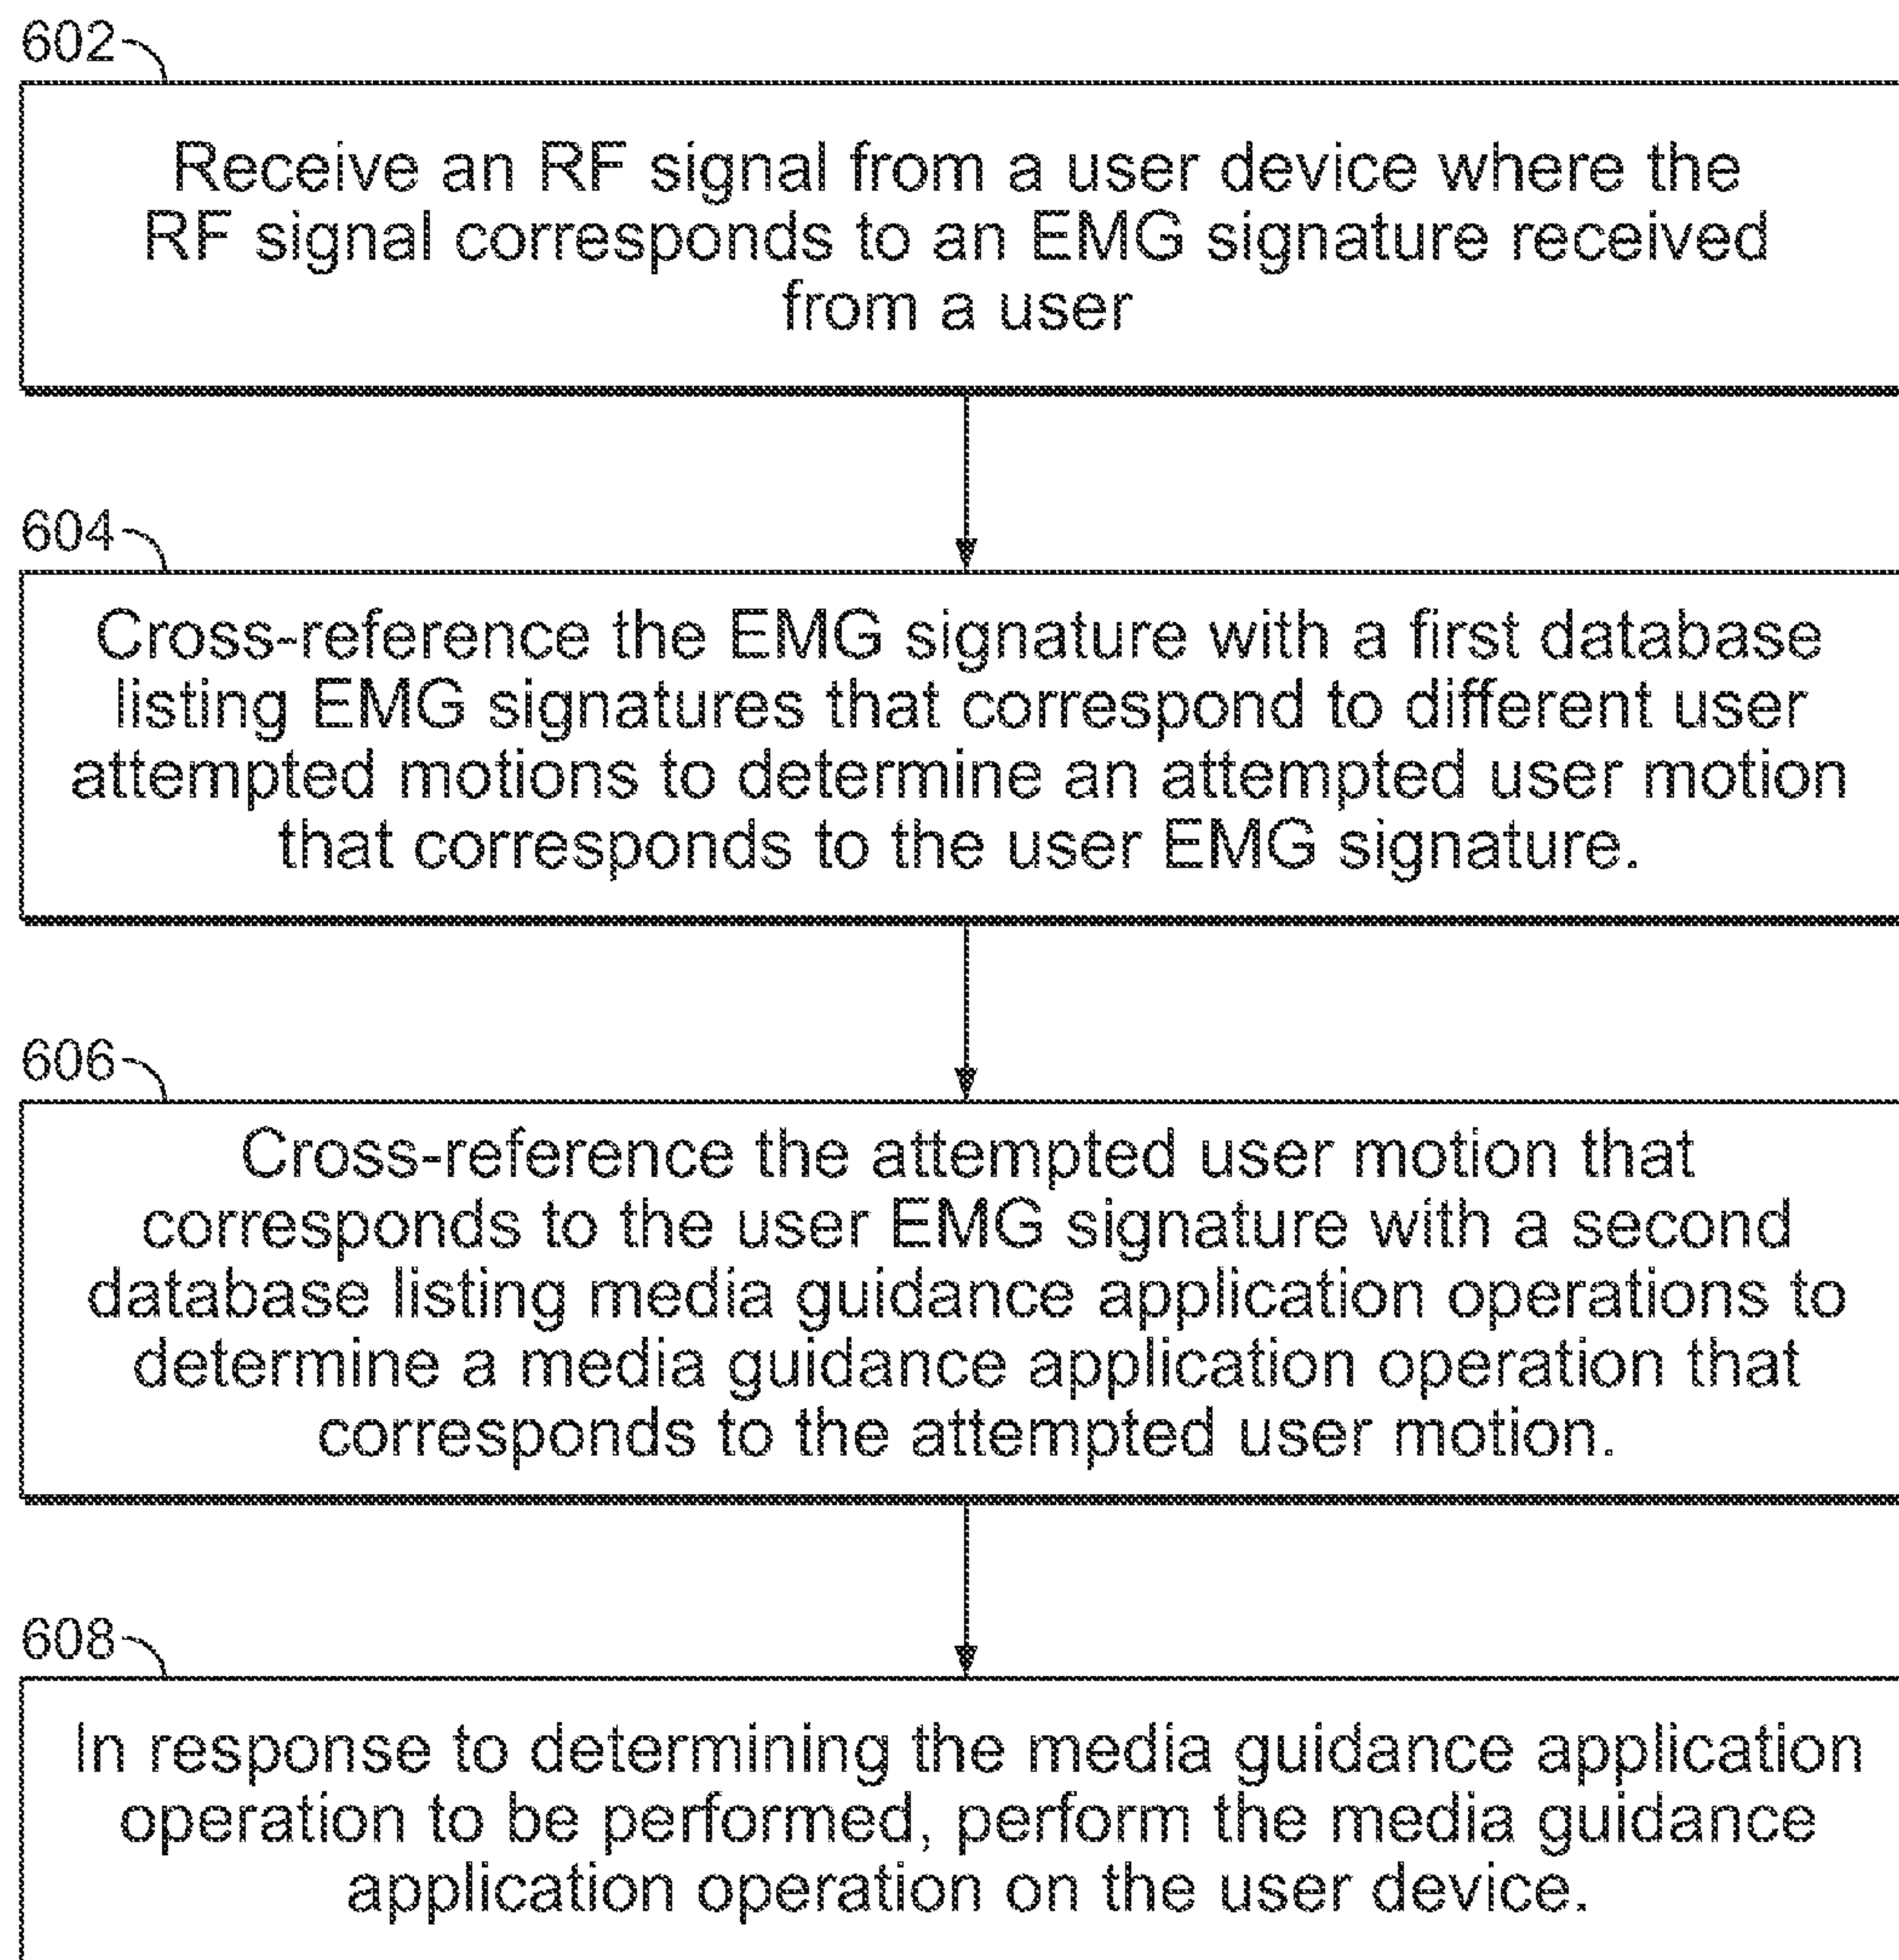 602
Receive an RF signal from a user device where the
RF signal corresponds to an EMG signature received
from a user
604
Cross-reference the EMG signature with a first database
listing EMG signatures that correspond to different user
attempted motions to determine an attempted user motion
that corresponds to the user EMG signature.
606
Cross-reference the attempted user motion that
corresponds to the user EMG signature with a second
database listing media guidance application operations to
determine a media guidance application operation that
corresponds to the attempted user motion.
608
In response to determining the media guidance application
operation to be performed, perform the media guidance
application operation on the user device.